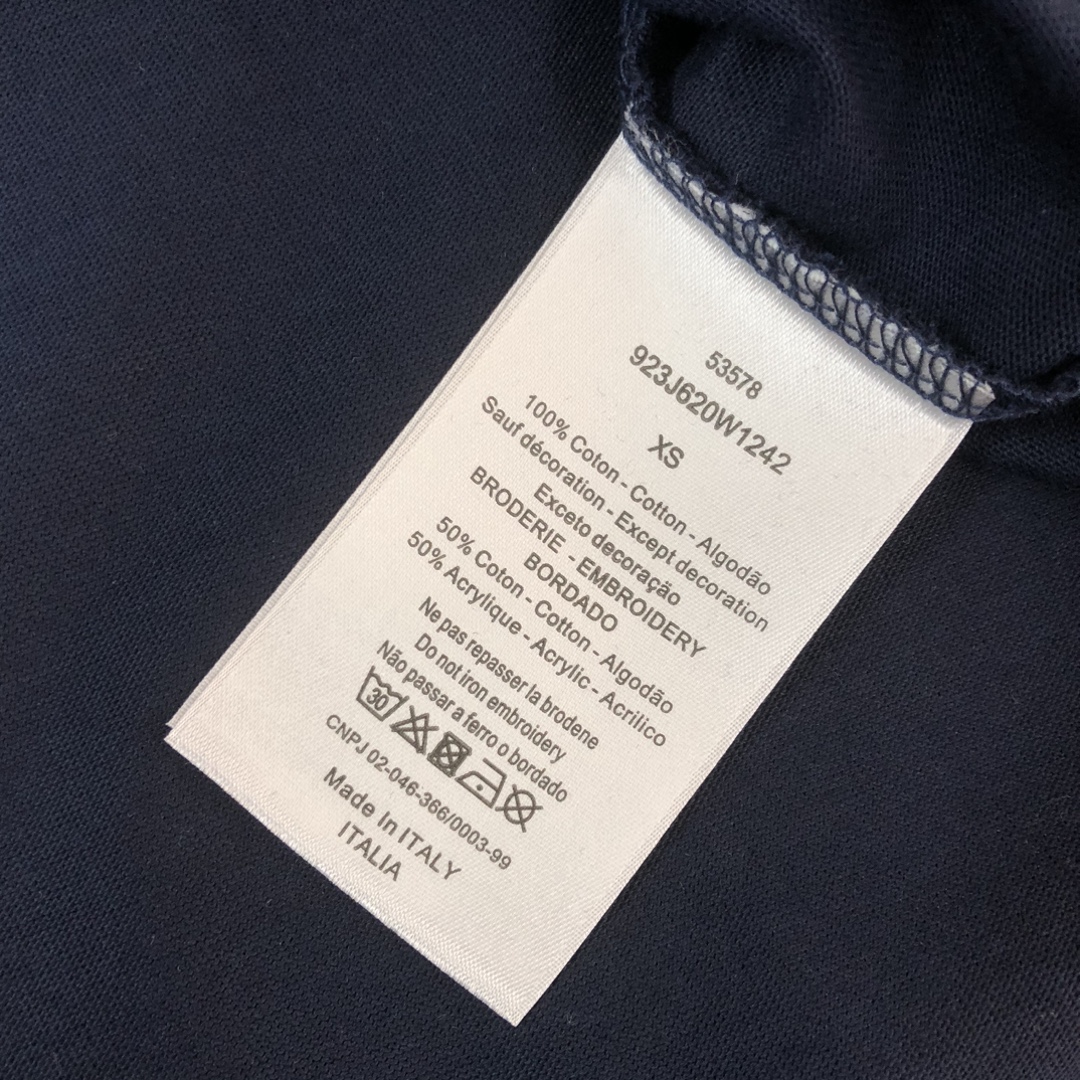 53578
923J620W1242
XS
100% Coton - Cotton - Algodão
Sauf décoration - Except decoration
Exceto decoração
BRODERIE - EMBROIDERY
BORDADO
50% Coton - Cotton - Algodão
50% Acrylique - Acrylic - Acrilico
Ne pas repasser la brodene
Do not iron embroidery
Não passar a ferro o bordado
30
CNPJ 02-046-366/0003-99
Made In ITALY
ITALIA